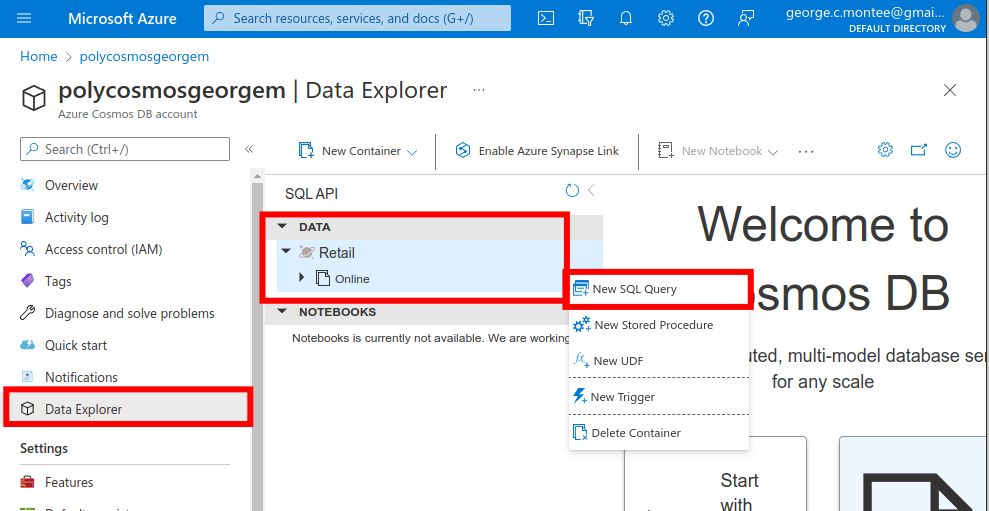 Microsoft Azure
Search resources, services, and docs (G+/)
george.c.montee@gmai...
DEFAULT DIRECTORY
Home > polycosmosgeorgem
polycosmosgeorgem | Data Explorer ...
Azure Cosmos DB account
Search (Ctrl+/)
«
New Container
Enable Azure Synapse Link
New Notebook
...
Overview
Activity log
Access control (IAM)
Tags
Diagnose and solve problems
Quick start
Notifications
Data Explorer
Settings
Features
SQL API
DATA
Retail
Online
NOTEBOOKS
Notebooks is currently not available. We are working
New SQL Query
New Stored Procedure
New UDF
New Trigger
Delete Container
Welcome to
osmos DB
uted, multi-model database ser
for any scale
Start
with